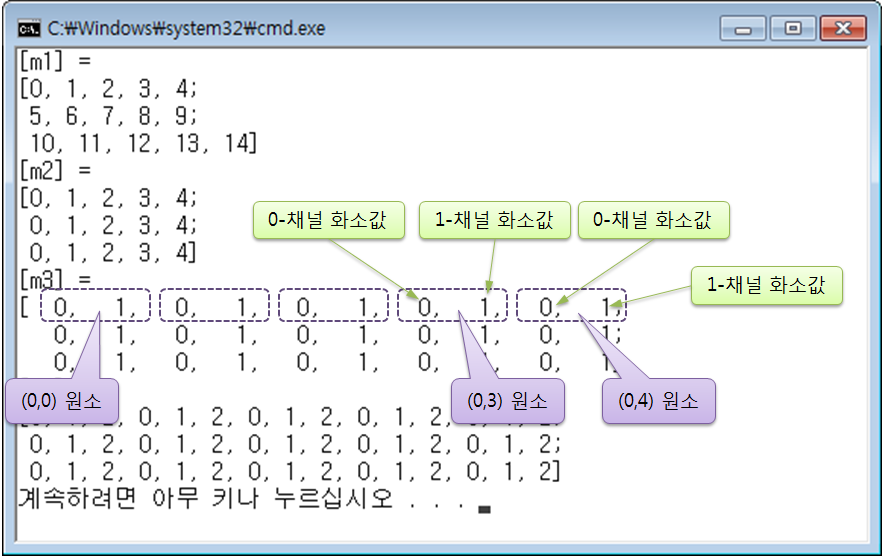 C:₩Windows₩system32₩cmd.exe
[m1] =
[0, 1, 2, 3, 4;
5, 6, 7, 8, 9;
10, 11, 12, 13, 14]
[m2] =
[0, 1, 2, 3, 4;
0, 1, 2, 3, 4;
0, 1, 2, 3, 4]
0-채널 화소값
1-채널 화소값
0-채널 화소값
1-채널 화소값
[m3] =
[ 0, 1, 0, 1, 0, 1, 0, 1, 0, 1;
0, 1, 0, 1, 0, 1, 0, 1, 0, 1;
0, 1, 0, 1, 0, 1, 0, 1, 0, 1]
(0,0) 원소
(0,3) 원소
(0,4) 원소
2, 0, 1, 2, 0, 1, 2, 0, 1, 2, 0, 1, 2;
0, 1, 2, 0, 1, 2, 0, 1, 2, 0, 1, 2, 0, 1, 2;
0, 1, 2, 0, 1, 2, 0, 1, 2, 0, 1, 2, 0, 1, 2]
계속하려면 아무 키나 누르십시오 . . .